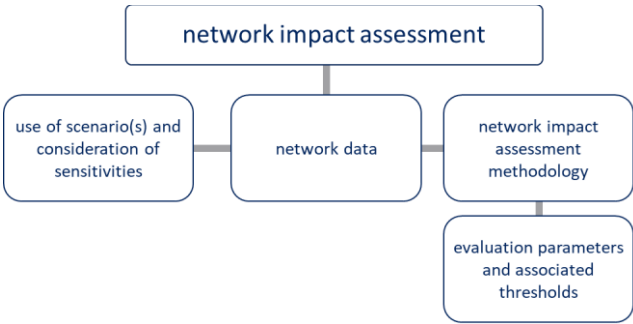 network impact assessment
use of scenario(s) and
consideration of
sensitivities
network data
network impact
assessment
methodology
evaluation parameters
and associated
thresholds